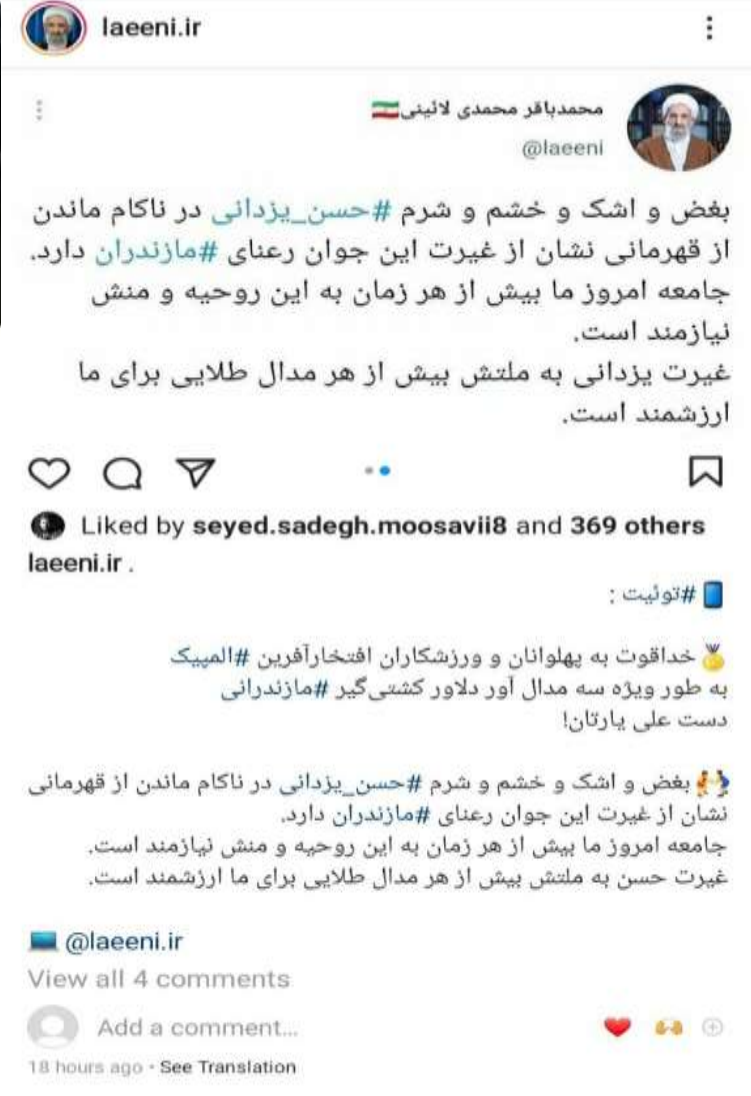 laeeni.ir
محمدباقر محمدی لائینی🇮🇷
@laeeni
بغض و اشک و خشم و شرم #حسن_یزدانی در ناکام ماندن
از قهرمانی نشان از غیرت این جوان رعنای #مازندران دارد.
جامعه امروز ما بیش از هر زمان به این روحیه و منش
نیازمند است.
غیرت یزدانی به ملتش بیش از هر مدال طلایی برای ما
ارزشمند است.
Liked by seyed.sadegh.moosavii8 and 369 others
laeeni.ir .
📘 #توئیت :
🏅 خداقوت به پهلوانان و ورزشکاران افتخارآفرین #المپیک
به طور ویژه سه مدال آور دلاور کشتی‌گیر #مازندرانی
دست علی یارتان!
🤼 بغض و اشک و خشم و شرم #حسن_یزدانی در ناکام ماندن از قهرمانی
نشان از غیرت این جوان رعنای #مازندران دارد.
جامعه امروز ما بیش از هر زمان به این روحیه و منش نیازمند است.
غیرت حسن به ملتش بیش از هر مدال طلایی برای ما ارزشمند است.
💻 @laeeni.ir
View all 4 comments
Add a comment...
18 hours ago · See Translation